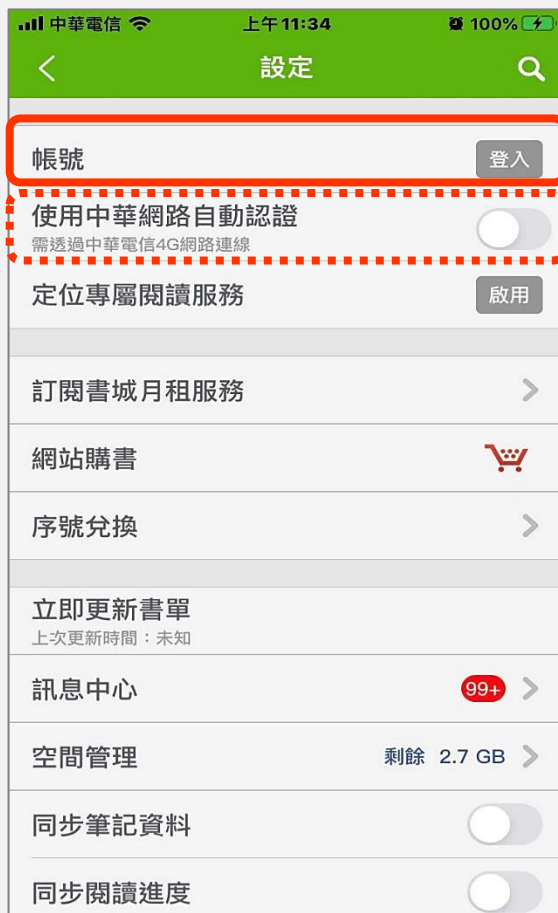 中華電信 上午11:34 100%
設定
帳號 登入
使用中華網路自動認證
需透過中華電信4G網路連線
定位專屬閱讀服務 啟用
訂閱書城月租服務
網站購書
序號兌換
立即更新書單
上次更新時間：未知
訊息中心 99+
空間管理 剩餘 2.7 GB
同步筆記資料
同步閱讀進度